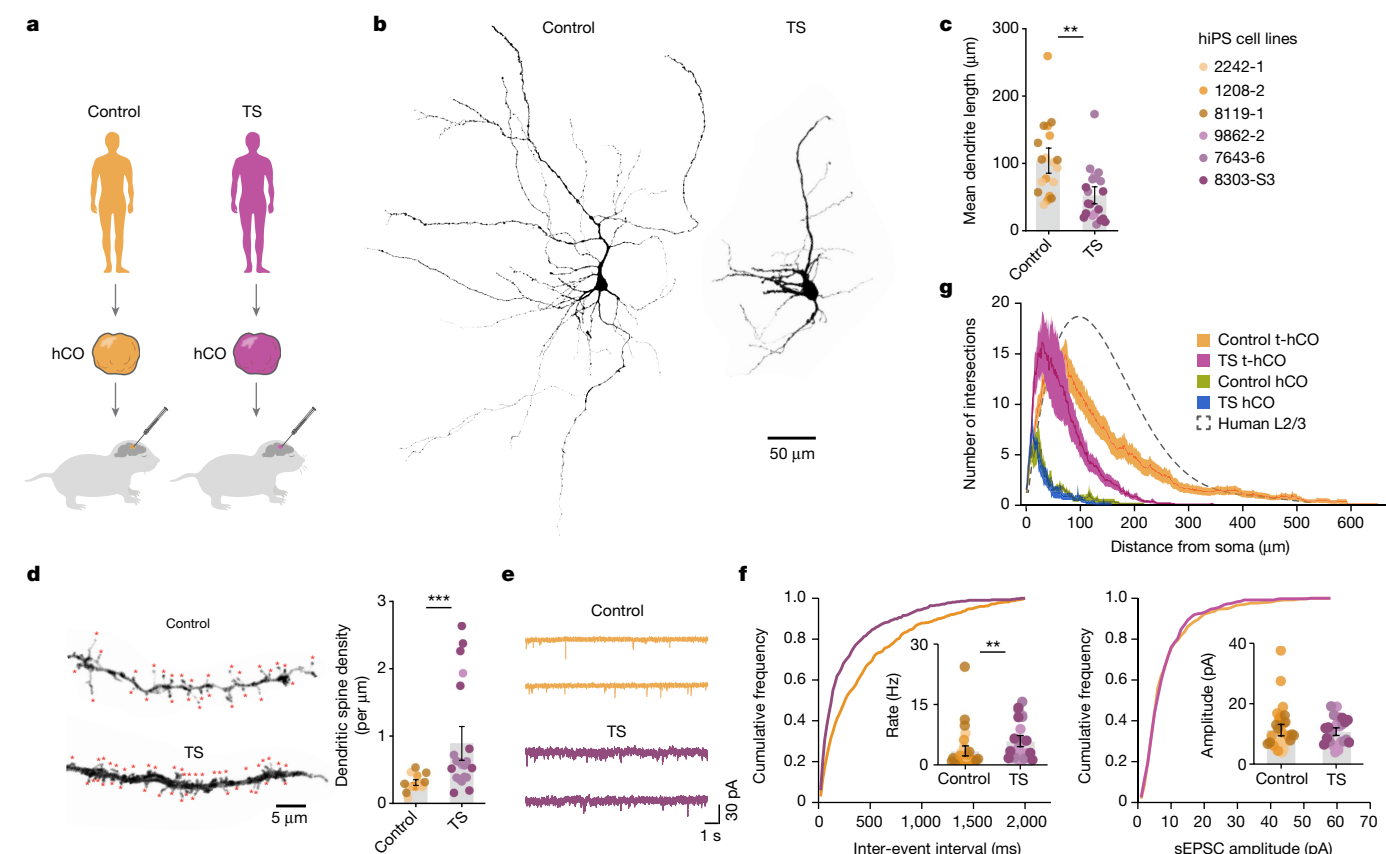 a
Control
TS
hCO
hCO
b
Control
TS
50 μm
c
Mean dendrite length (μm)
300
200
100
0
**
Control
TS
hiPS cell lines
2242-1
1208-2
8119-1
9862-2
7643-6
8303-S3
g
Number of intersections
20
15
10
5
0
0 100 200 300 400 500 600
Distance from soma (μm)
Control t-hCO
TS t-hCO
Control hCO
TS hCO
Human L2/3
d
Control
TS
5 μm
Dendritic spine density
(per μm)
3
2
1
0
***
Control
TS
e
Control
TS
30 pA
1 s
f
Cumulative frequency
1.0
0.8
0.6
0.4
0.2
0
0 500 1,000 1,500 2,000
Inter-event interval (ms)
Rate (Hz)
30
15
0
**
Control TS
Cumulative frequency
1.0
0.8
0.6
0.4
0.2
0
0 10 20 30 40 50 60 70
sEPSC amplitude (pA)
Amplitude (pA)
40
20
0
Control TS